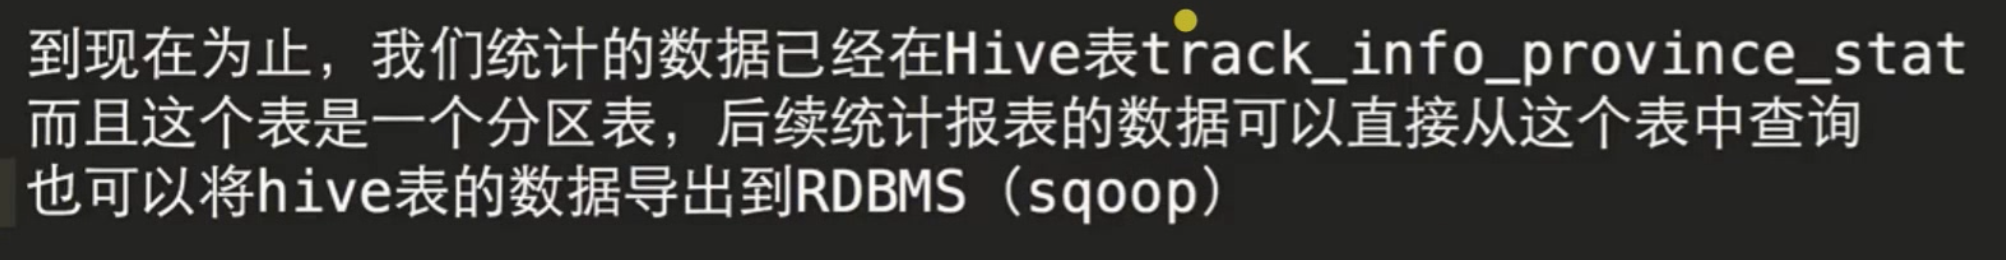 到现在为止，我们统计的数据已经在Hive表track_info_province_stat
而且这个表是一个分区表，后续统计报表的数据可以直接从这个表中查询
也可以将hive表的数据导出到RDBMS（sqoop）